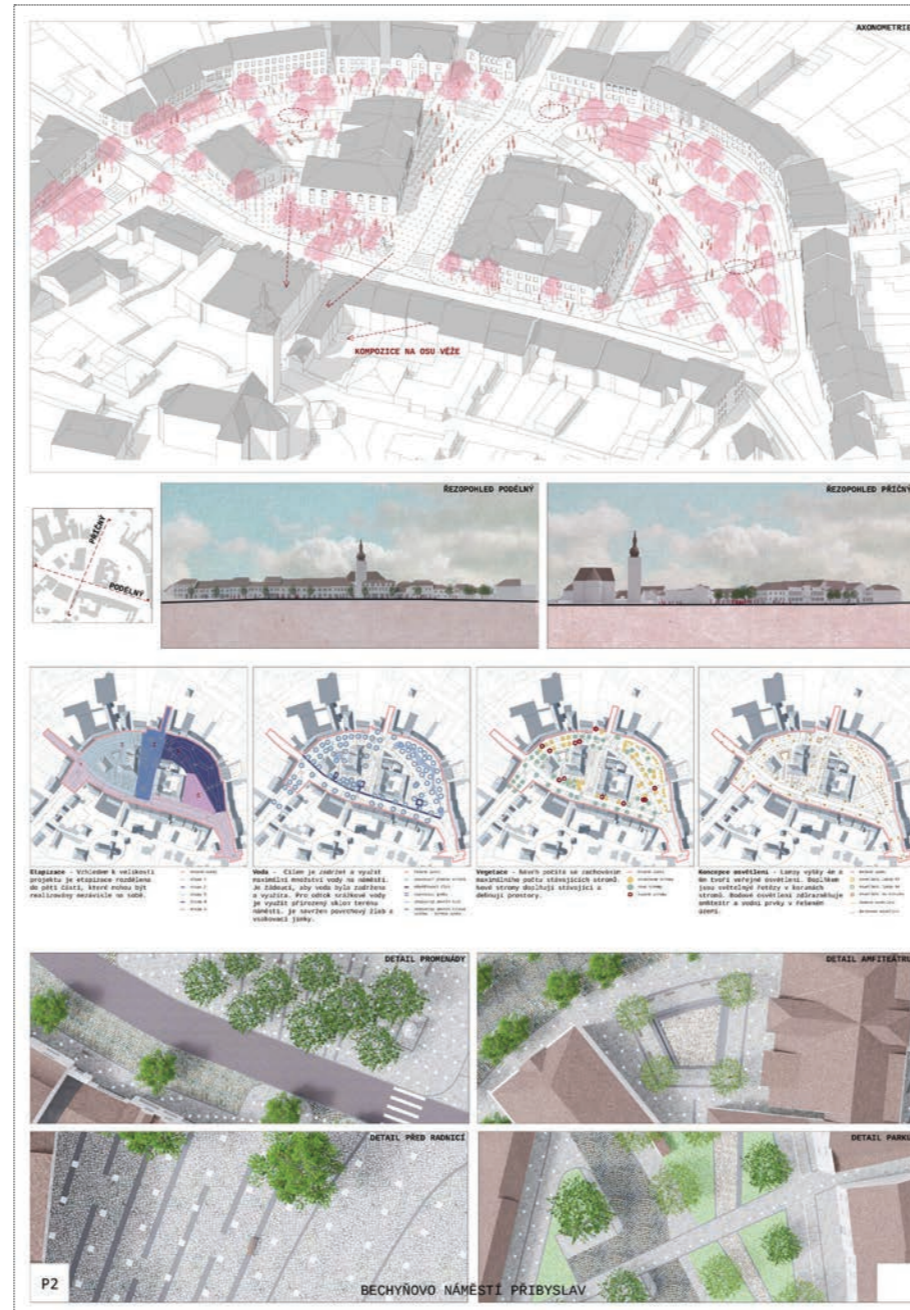 AXONOMETRIE
KOMPOZICE NA OSU VĚŽE
PŘÍČNÝ
PODÉLNÝ
ŘEZOPOHLED PODÉLNÝ
ŘEZOPOHLED PŘÍČNÝ
Etapizace - Vzhledem k velikosti
projektu je etapizace rozdělena
do pěti částí, které mohou být
realizovány nezávisle na sobě.
Voda - Cílem je zadržet a využít
maximální množství vody na náměstí.
Je žádoucí, aby voda byla zadržena
a využita. Pro odtok srážkové vody
je využit přirozený sklon terénu
náměstí, je navržen povrchový žlab a
vsakovací jímky.
Vegetace - Návrh počítá se zachováním
maximálního počtu stávajících stromů.
Nové stromy doplňují stávající a
definují prostory.
Koncepce osvětlení - Lampy výšky 4m a
6m tvoří veřejné osvětlení. Doplňkem
jsou světelné řetězy v korunách
stromů. Bodové osvětlení zdůrazňuje
amfiteátr a vodní prvky v řešeném
území.
DETAIL PROMENÁDY
DETAIL AMFITEÁTRU
DETAIL PŘED RADNICÍ
DETAIL PARKU
P2
BECHYŇOVO NÁMĚSTÍ PŘIBYSLAV